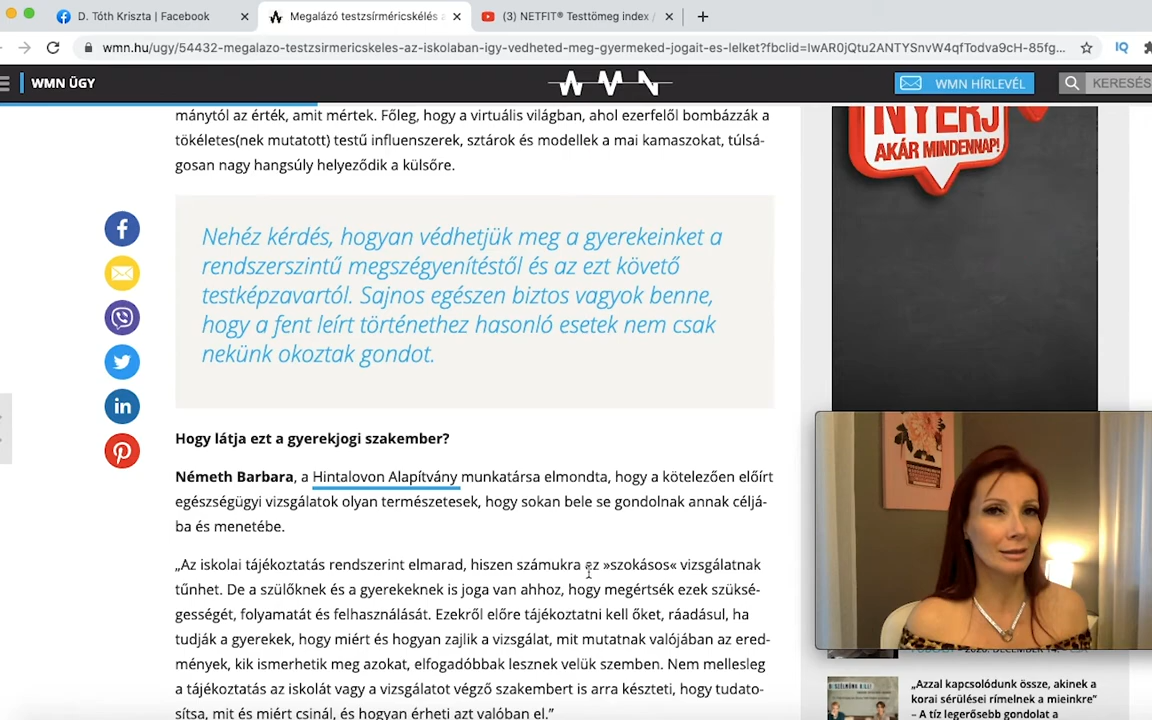 D. Tóth Kriszta | Facebook
Megalázó testzsírméricskélés a
(3) NETFIT® Testtömeg index /
wmn.hu/ugy/54432-megalazo-testzsirmericskeles-az-iskolaban-igy-vedheted-meg-gyermeked-jogait-es-lelket?fbclid=IwAR0jQtu2ANTYSnvW4qfTodva9cH-85fg...
IQ
WMN ÜGY
WMN
WMN HÍRLEVÉL
KERESÉS
mánytól az érték, amit mértek. Főleg, hogy a virtuális világban, ahol ezerfelől bombázzák a
tökéletes(nek mutatott) testű influenszerek, sztárok és modellek a mai kamaszokat, túlsá-
gosan nagy hangsúly helyeződik a külsőre.
Nehéz kérdés, hogyan védhetjük meg a gyerekeinket a
rendszerszintű megszégyenítéstől és az ezt követő
testképzavartól. Sajnos egészen biztos vagyok benne,
hogy a fent leírt történethez hasonló esetek nem csak
nekünk okoztak gondot.
Hogy látja ezt a gyerekjogi szakember?
Németh Barbara, a Hintalovon Alapítvány munkatársa elmondta, hogy a kötelezően előírt
egészségügyi vizsgálatok olyan természetesek, hogy sokan bele se gondolnak annak céljá-
ba és menetébe.
„Az iskolai tájékoztatás rendszerint elmarad, hiszen számukra ez »szokásos« vizsgálatnak
tűnhet. De a szülőknek és a gyerekeknek is joga van ahhoz, hogy megértsék ezek szüksé-
gességét, folyamatát és felhasználását. Ezekről előre tájékoztatni kell őket, ráadásul, ha
tudják a gyerekek, hogy miért és hogyan zajlik a vizsgálat, mit mutatnak valójában az ered-
mények, kik ismerhetik meg azokat, elfogadóbbak lesznek velük szemben. Nem mellesleg
a tájékoztatás az iskolát vagy a vizsgálatot végző szakembert is arra készteti, hogy tudato-
sítsa, mit és miért csinál, és hogyan érheti azt valóban el.”
NYERJ
AKÁR MINDENNAP!
„Azzal kapcsolódunk össze, akinek a
korai sérülései rímelnek a mieinkre”
– A tíz legerősebb gondolat a